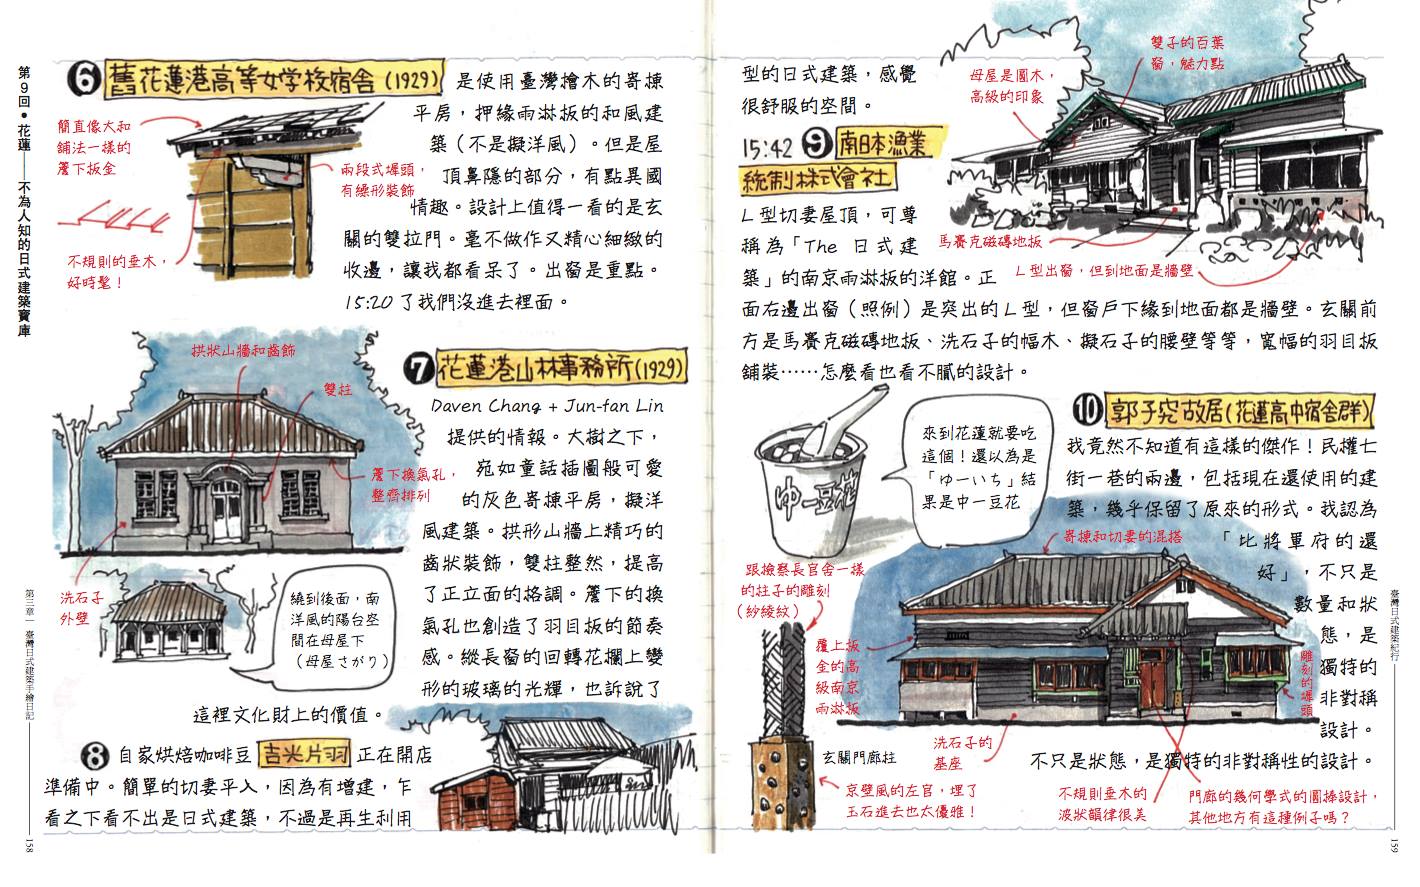 第9回●花蓮——不為人知的日式建築寶庫
第三章｜臺灣日式建築手繪日記
158
❻ 舊花蓮港高等女学校宿舍(1929)
是使用臺灣檜木的寄棟
平房，押緣雨淋板的和風建
築（不是擬洋風）。但是屋
頂鼻隱的部分，有點異國
情趣。設計上值得一看的是玄
關的雙拉門。毫不做作又精心細緻的
收邊，讓我都看呆了。出窗是重點。
15:20了我們沒進去裡面。
簡直像大和
鋪法一樣的
簷下板金
兩段式墀頭，
有線形裝飾
不規則的垂木，
好時髦！
❼ 花蓮港山林事務所(1929)
Daven Chang + Jun-fan Lin
提供的情報。大樹之下，
宛如童話插圖般可愛
的灰色寄棟平房，擬洋
風建築。拱形山牆上精巧的
齒狀裝飾，雙柱整然，提高
了正立面的格調。簷下的換
氣孔也創造了羽目板的節奏
感。縱長窗的回轉花欄上變
形的玻璃的光輝，也訴說了
這裡文化財上的價值。
拱狀山牆和齒飾
雙柱
簷下換氣孔，
整齊排列
洗石子
外壁
繞到後面，南
洋風的陽台空
間在母屋下
（母屋さがり）
❽ 自家烘焙咖啡豆 吉光片羽 正在開店
準備中。簡單的切妻平入，因為有增建，乍
看之下看不出是日式建築，不過是再生利用
型的日式建築，感覺
很舒服的空間。
15:42 ❾ 南日本漁業
統制株式會社
L型切妻屋頂，可尊
稱為「The 日式建
築」的南京雨淋板的洋館。正
面右邊出窗（照例）是突出的L型，但窗戶下緣到地面都是牆壁。玄關前
方是馬賽克磁磚地板、洗石子的幅木、擬石子的腰壁等等，寬幅的羽目板
鋪裝……怎麼看也看不膩的設計。
母屋是圓木，
高級的印象
雙子的百葉
窗，魅力點
馬賽克磁磚地板
L型出窗，但到地面是牆壁
ゆ一豆花
來到花蓮就要吃
這個！還以為是
「ゆーいち」結
果是中一豆花
❿ 郭子究故居(花蓮高中宿舍群)
我竟然不知道有這樣的傑作！民權七
街一巷的兩邊，包括現在還使用的建
築，幾乎保留了原來的形式。我認為
「比將軍府的還
好」，不只是
數量和狀
態，是
獨特的
非對稱
設計。
不只是狀態，是獨特的非對稱性的設計。
寄棟和切妻的混搭
跟檢察長官舍一樣
的柱子的雕刻
（紗綾紋）
覆上板
金的高
級南京
雨淋板
雕刻的墀頭
玄關門廊柱
洗石子的
基座
京壁風的左官，埋了
玉石進去也太優雅！
不規則垂木的
波狀韻律很美
門廊的幾何學式的圓捧設計，
其他地方有這種例子嗎？
臺灣日式建築紀行
159